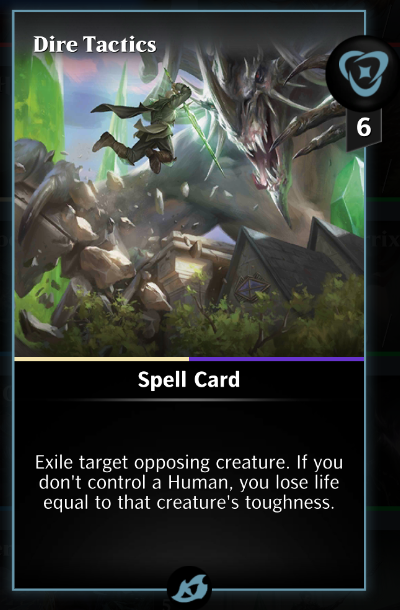 Dire Tactics
6
Spell Card
Exile target opposing creature. If you
don't control a Human, you lose life
equal to that creature's toughness.